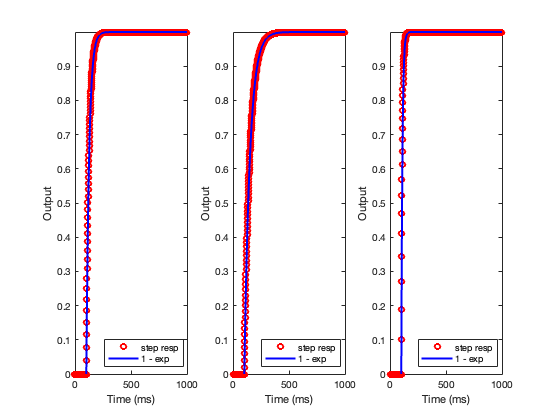 0.9 0.9 0.9
0.8 0.8 0.8
0.7 0.7 0.7
0.6 0.6 0.6
Output Output Output
0.5 0.5 0.5
0.4 0.4 0.4
0.3 0.3 0.3
0.2 0.2 0.2
0.1 0.1 0.1
step resp step resp step resp
1 - exp 1 - exp 1 - exp
0 0 0
0 500 1000 0 500 1000 0 500 1000
Time (ms) Time (ms) Time (ms)